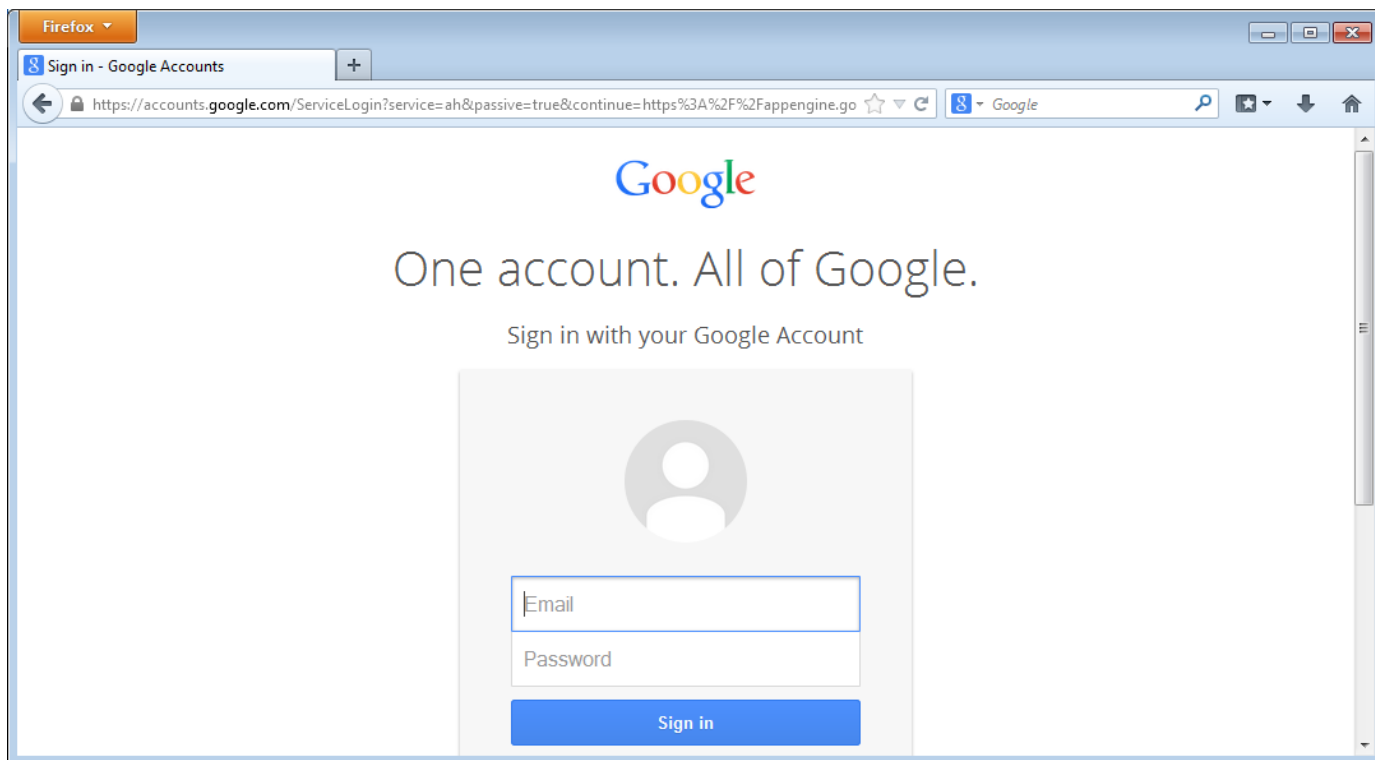 Firefox
Sign in - Google Accounts
https://accounts.google.com/ServiceLogin?service=ah&passive=true&continue=https%3A%2F%2Fappengine.go
Google
Google
One account. All of Google.
Sign in with your Google Account
Email
Password
Sign in